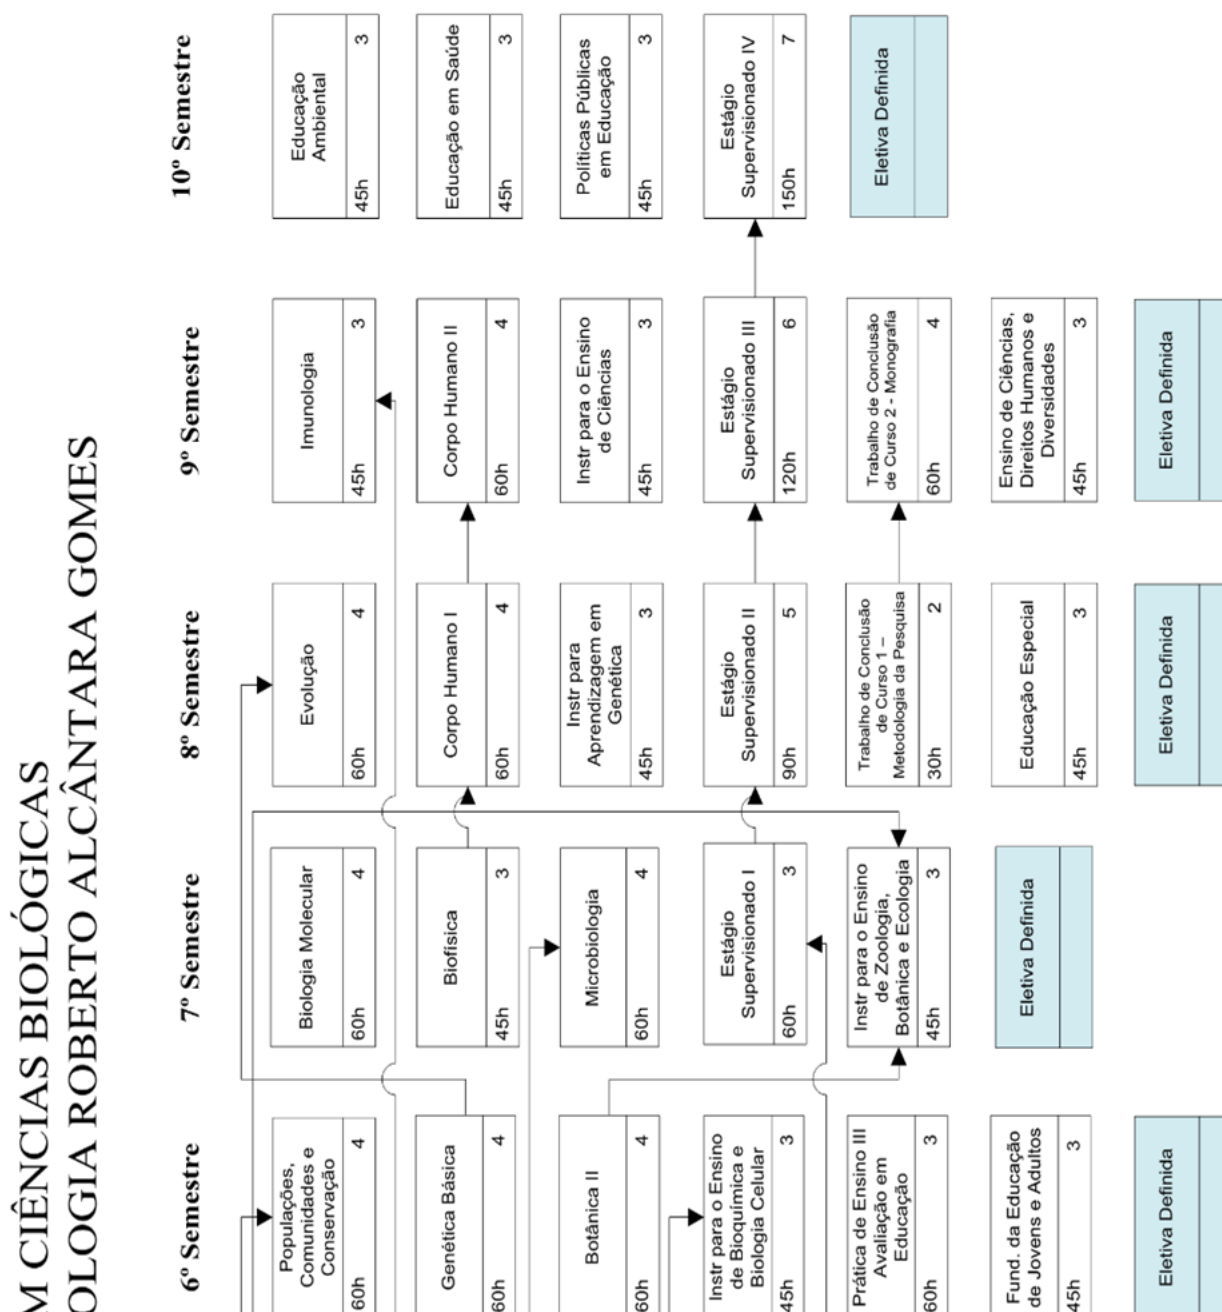 M CIÊNCIAS BIOLÓGICAS
OLOGIA ROBERTO ALCÂNTARA GOMES
6º Semestre
Populações,
Comunidades e
Conservação
60h 4
Genética Básica
60h 4
Botânica II
60h 4
Instr para o Ensino
de Bioquímica e
Biologia Celular
45h 3
Prática de Ensino III
Avaliação em
Educação
60h 3
Fund. da Educação
de Jovens e Adultos
45h 3
Eletiva Definida
7º Semestre
Biologia Molecular
60h 4
Biofísica
45h 3
Microbiologia
60h 4
Estágio
Supervisionado I
60h 3
Instr para o Ensino
de Zoologia,
Botânica e Ecologia
45h 3
Eletiva Definida
8º Semestre
Evolução
60h 4
Corpo Humano I
60h 4
Instr para
Aprendizagem em
Genética
45h 3
Estágio
Supervisionado II
90h 5
Trabalho de Conclusão
de Curso 1 –
Metodologia da Pesquisa
30h 2
Educação Especial
45h 3
Eletiva Definida
9º Semestre
Imunologia
45h 3
Corpo Humano II
60h 4
Instr para o Ensino
de Ciências
45h 3
Estágio
Supervisionado III
120h 6
Trabalho de Conclusão
de Curso 2 - Monografia
60h 4
Ensino de Ciências,
Direitos Humanos e
Diversidades
45h 3
Eletiva Definida
10º Semestre
Educação
Ambiental
45h 3
Educação em Saúde
45h 3
Políticas Públicas
em Educação
45h 3
Estágio
Supervisionado IV
150h 7
Eletiva Definida